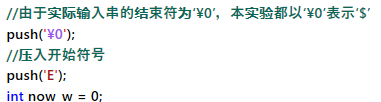 //由于实际输入串的结束符为‘¥0’，本实验都以‘¥0’表示‘$’
push('¥0');
//压入开始符号
push('E');
int now w = 0;